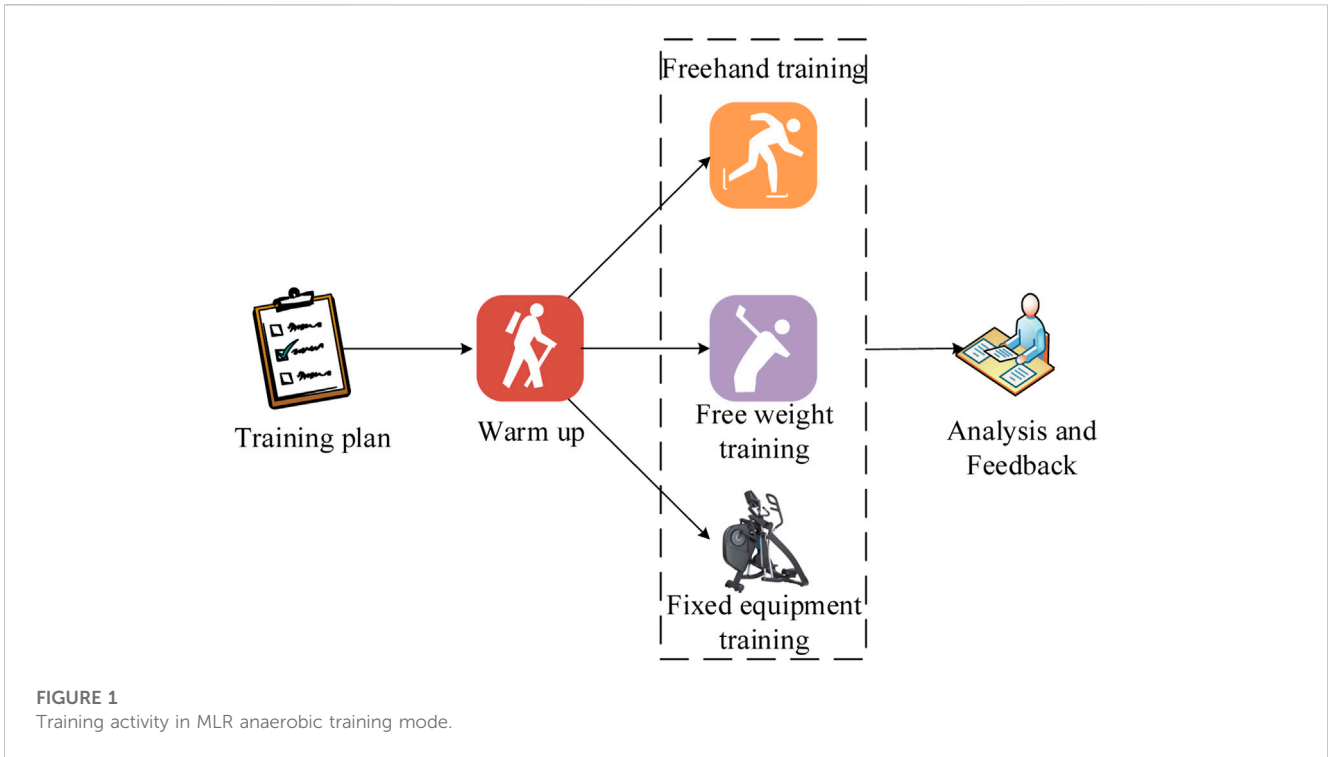 Freehand training
Training plan
Warm up
Free weight
training
Analysis and
Feedback
Fixed equipment
training
FIGURE 1
Training activity in MLR anaerobic training mode.